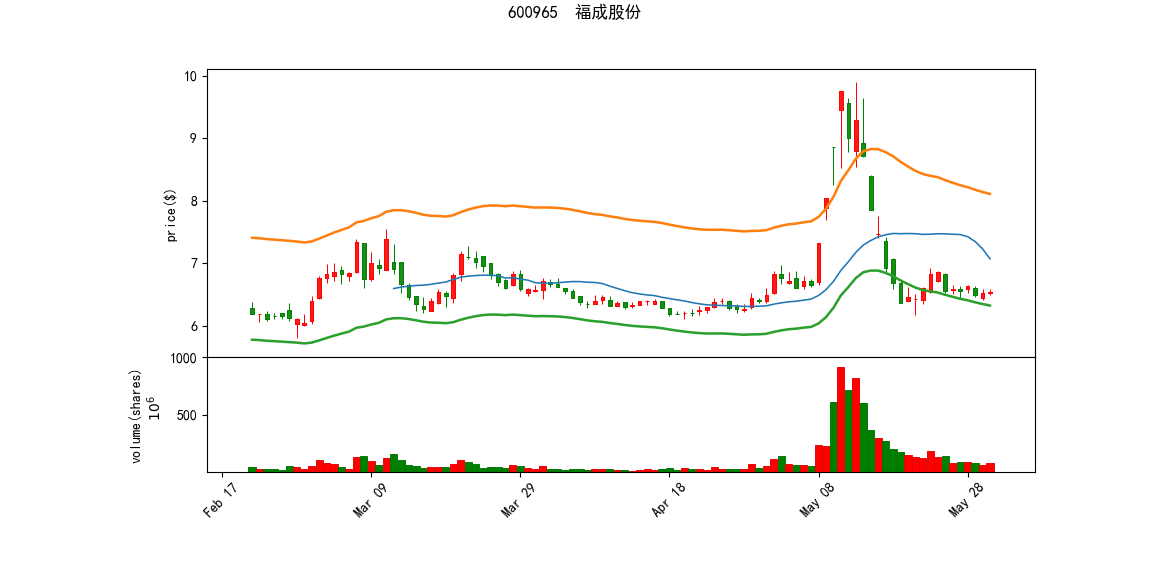 600965 福成股份
price($)
10
9
8
7
6
volume(shares)
10^6
1000
500
Feb 17
Mar 09
Mar 29
Apr 18
May 08
May 28